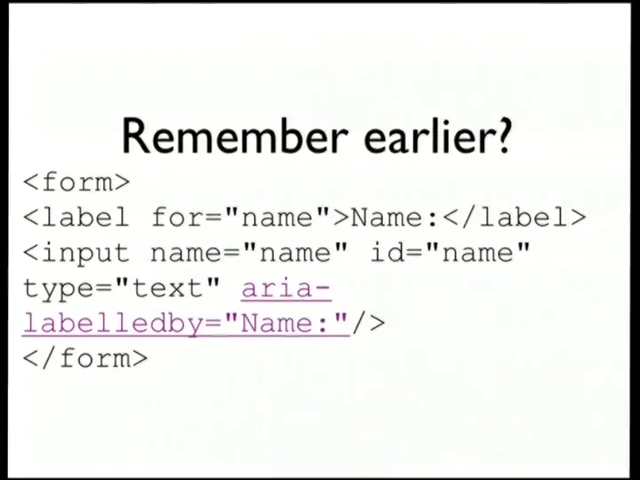 Remember earlier?
<form>
<label for="name">Name:</label>
<input name="name" id="name"
type="text" aria-
labelledby="Name:"/>
</form>